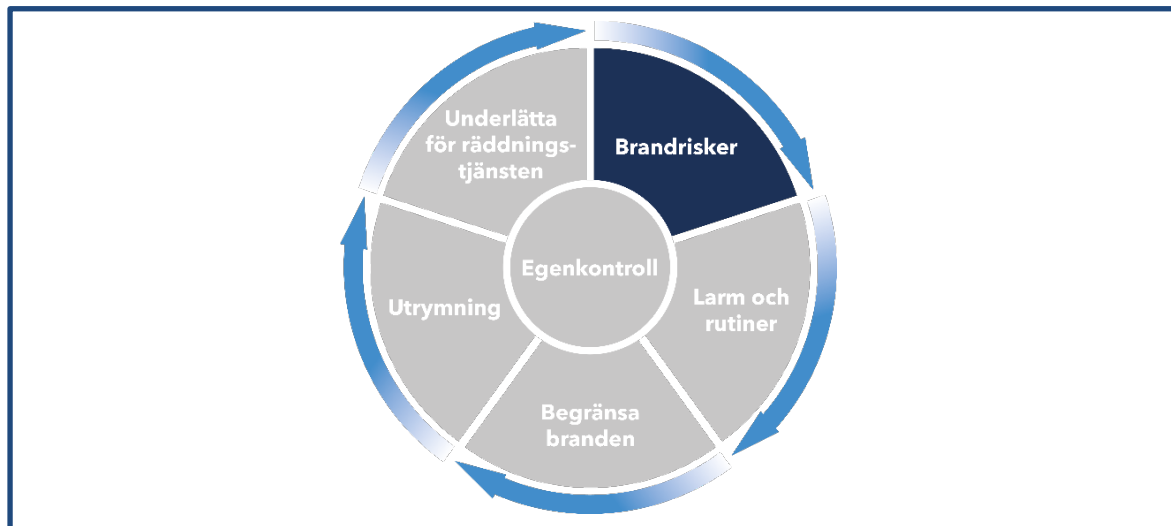 Underlätta
för räddnings-
tjänsten
Brandrisker
Egenkontroll
Utrymning
Larm och
rutiner
Begränsa
branden